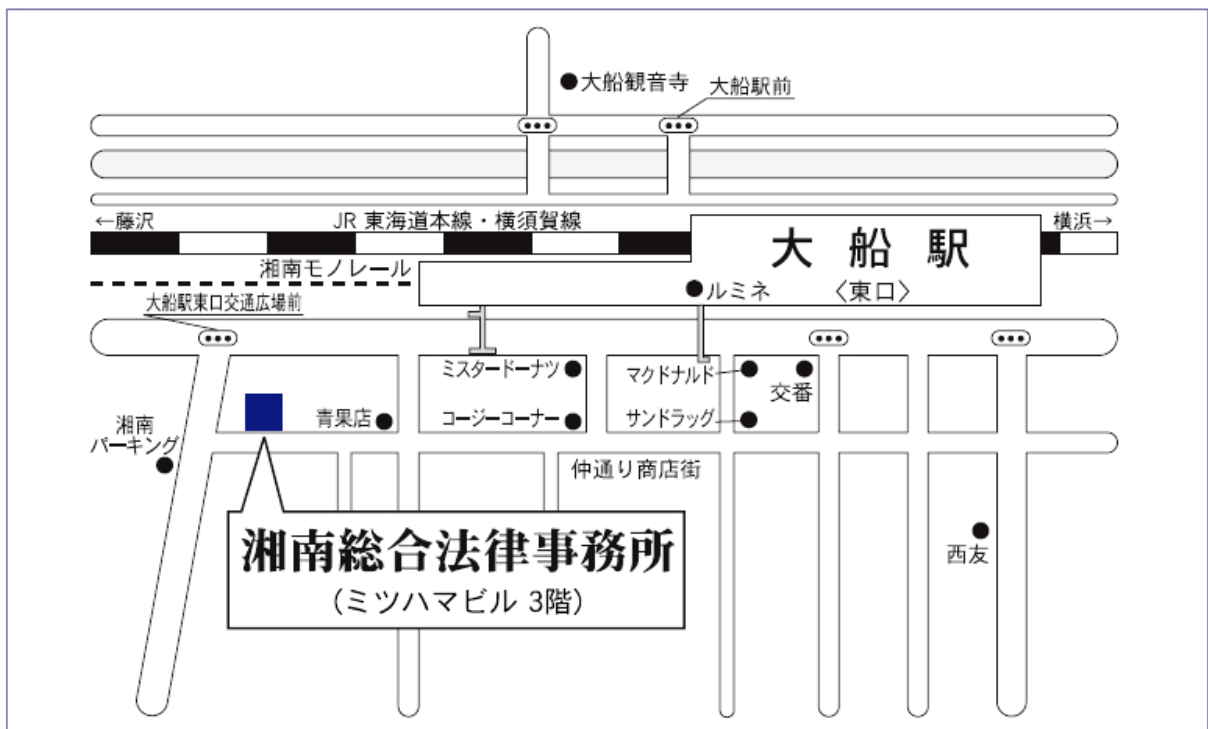 大船観音寺
大船駅前
←藤沢
JR 東海道本線・横須賀線
横浜→
大船駅
湘南モノレール
ルミネ
〈東口〉
大船駅東口交通広場前
ミスタードーナツ
マクドナルド
交番
湘南
パーキング
青果店
コージーコーナー
サンドラッグ
仲通り商店街
湘南総合法律事務所
(ミツハマビル 3階)
西友